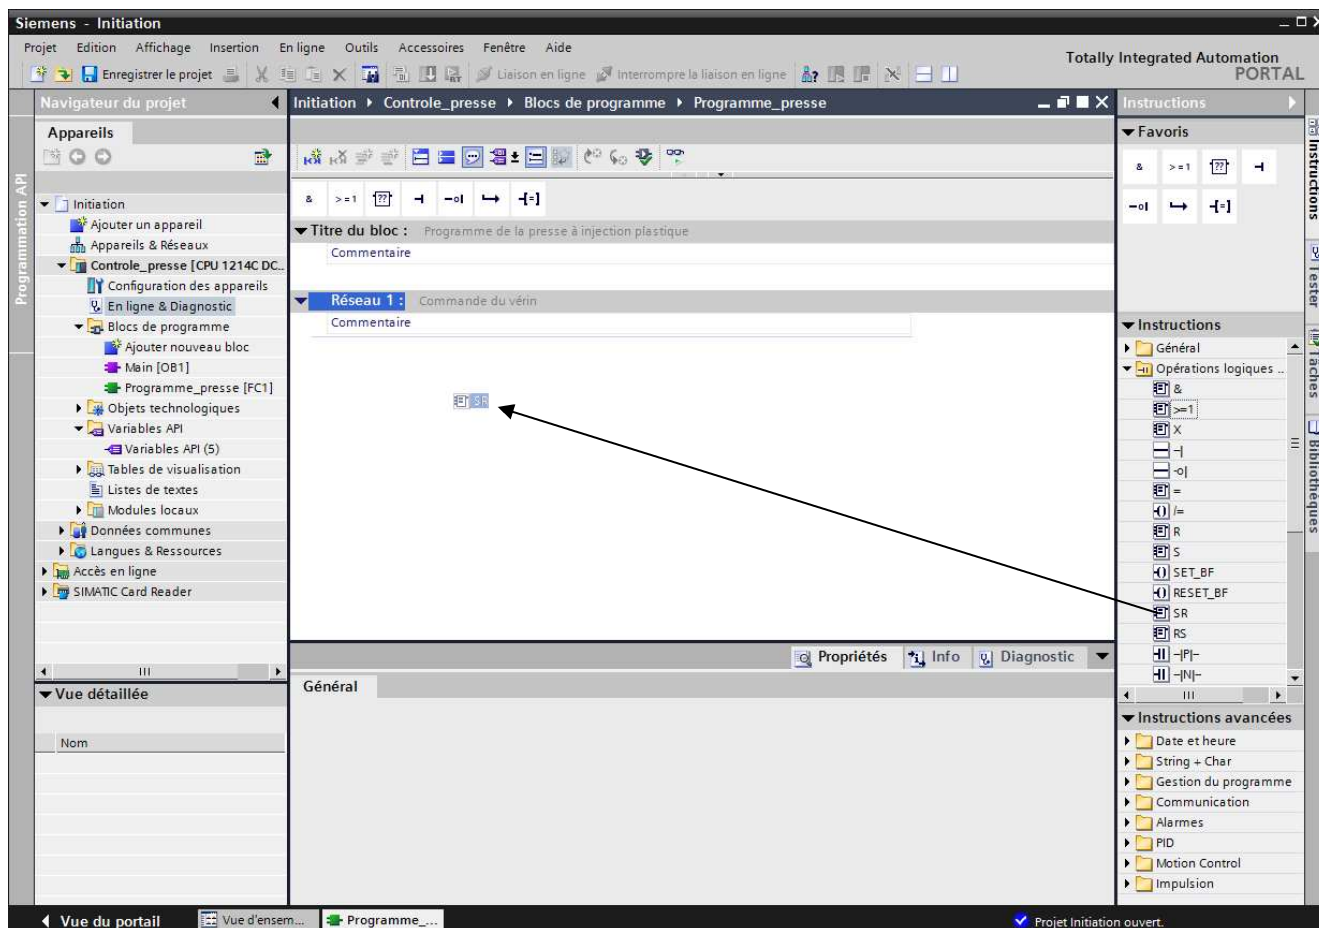 Siemens - Initiation
Projet Edition Affichage Insertion En ligne Outils Accessoires Fenêtre Aide
Totally Integrated Automation
PORTAL
Enregistrer le projet Liaison en ligne Interrompre la liaison en ligne
Programmation API
Navigateur du projet
Appareils
Initiation
Ajouter un appareil
Appareils & Réseaux
Controle_presse [CPU 1214C DC...
Configuration des appareils
En ligne & Diagnostic
Blocs de programme
Ajouter nouveau bloc
Main [OB1]
Programme_presse [FC1]
Objets technologiques
Variables API
Variables API (5)
Tables de visualisation
Listes de textes
Modules locaux
Données communes
Langues & Ressources
Accès en ligne
SIMATIC Card Reader
Vue détaillée
Nom
Initiation Controle_presse Blocs de programme Programme_presse
& >=1 ?? -| -o| -[=]
Titre du bloc : Programme de la presse à injection plastique
Commentaire
Réseau 1 : Commande du vérin
Commentaire
SR
Propriétés Info Diagnostic
Général
Instructions
Favoris
& >=1 ?? -|
-o| -[=]
Instructions
Général
Opérations logiques ..
&
>=1
X
-|
-o|
=
/=
R
S
SET_BF
RESET_BF
SR
RS
-|P|-
-|N|-
Instructions avancées
Date et heure
String + Char
Gestion du programme
Communication
Alarmes
PID
Motion Control
Impulsion
Instructions
Tester
Tâches
Bibliothèques
Vue du portail Vue d'ensem... Programme_...
Projet Initiation ouvert.